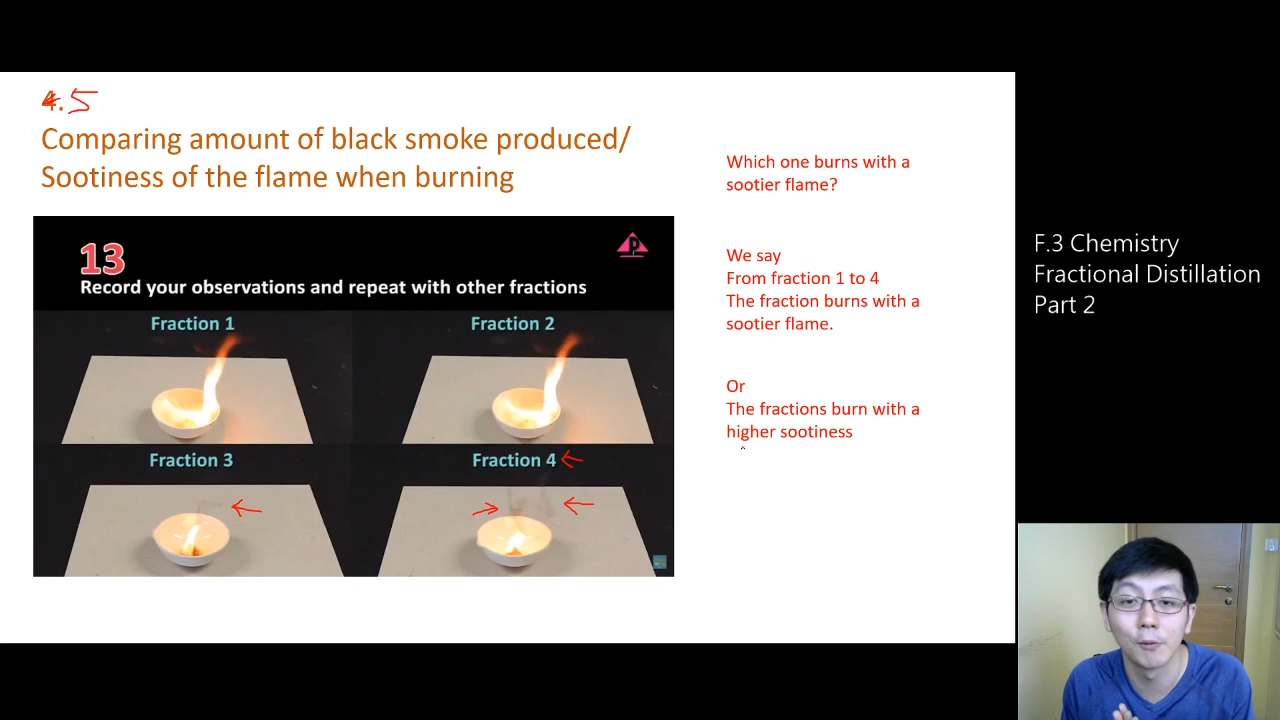 4. 5
Comparing amount of black smoke produced/
Sootiness of the flame when burning
13
Record your observations and repeat with other fractions
Fraction 1
Fraction 2
Fraction 3
Fraction 4
Which one burns with a
sootier flame?
We say
From fraction 1 to 4
The fraction burns with a
sootier flame.
Or
The fractions burn with a
higher sootiness
F.3 Chemistry
Fractional Distillation
Part 2